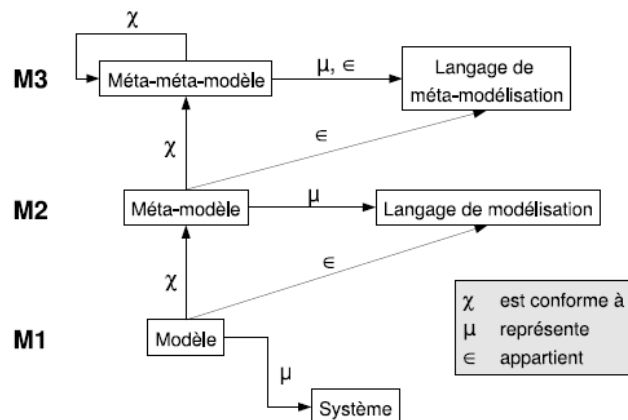 χ
M3
Méta-méta-modèle
μ, ∈
Langage de
méta-modélisation
χ
∈
M2
Méta-modèle
μ
Langage de modélisation
χ
∈
M1
Modèle
μ
Système
χ est conforme à
μ représente
∈ appartient